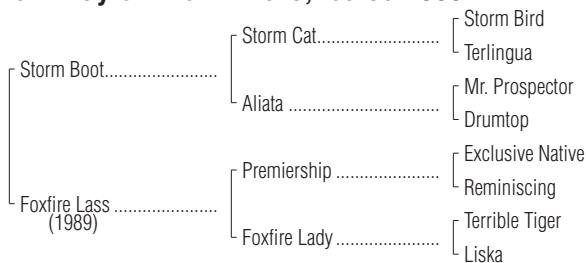 Storm Bird
Storm Cat
Terlingua
Storm Boot
Mr. Prospector
Aliata
Drumtop
Exclusive Native
Premiership
Reminiscing
Foxfire Lass
(1989)
Terrible Tiger
Foxfire Lady
Liska